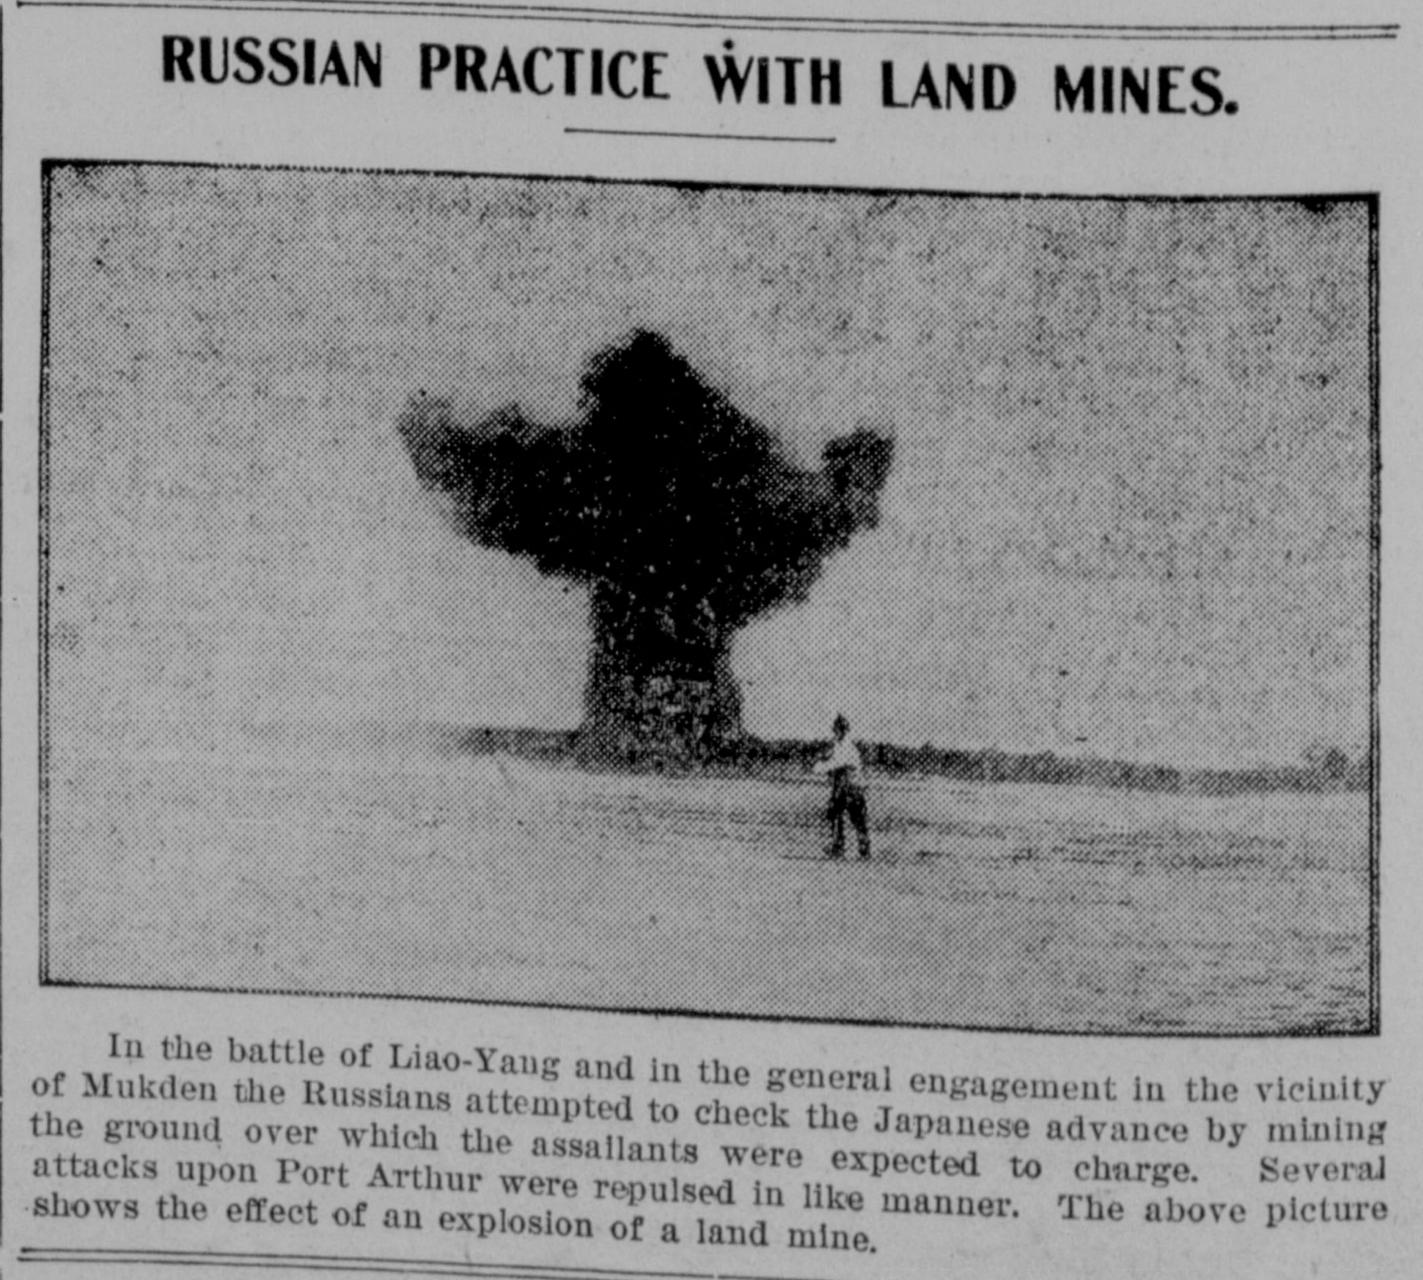 RUSSIAN PRACTICE WITH LAND MINES.
In the battle of Liao-Yang and in the general engagement in the vicinity
of Mukden the Russians attempted to check the Japanese advance by mining
the ground over which the assailants were expected to charge. Several
attacks upon Port Arthur were repulsed in like manner. The above picture
shows the effect of an explosion of a land mine.